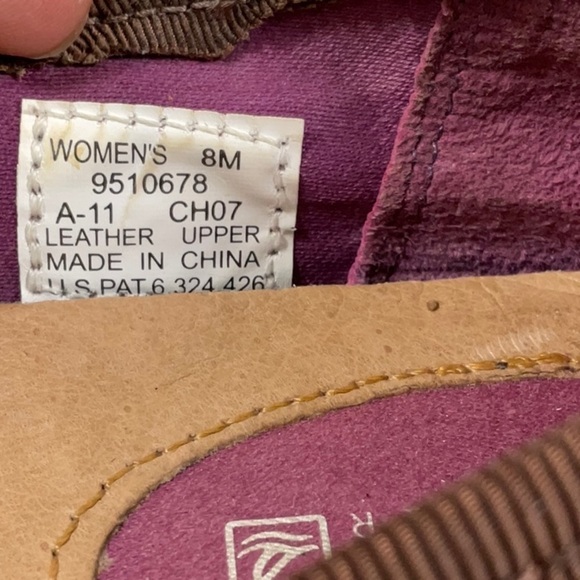 WOMEN'S 8M
9510678
A-11 CH07
LEATHER UPPER
MADE IN CHINA
U.S.PAT.6,324,426
R